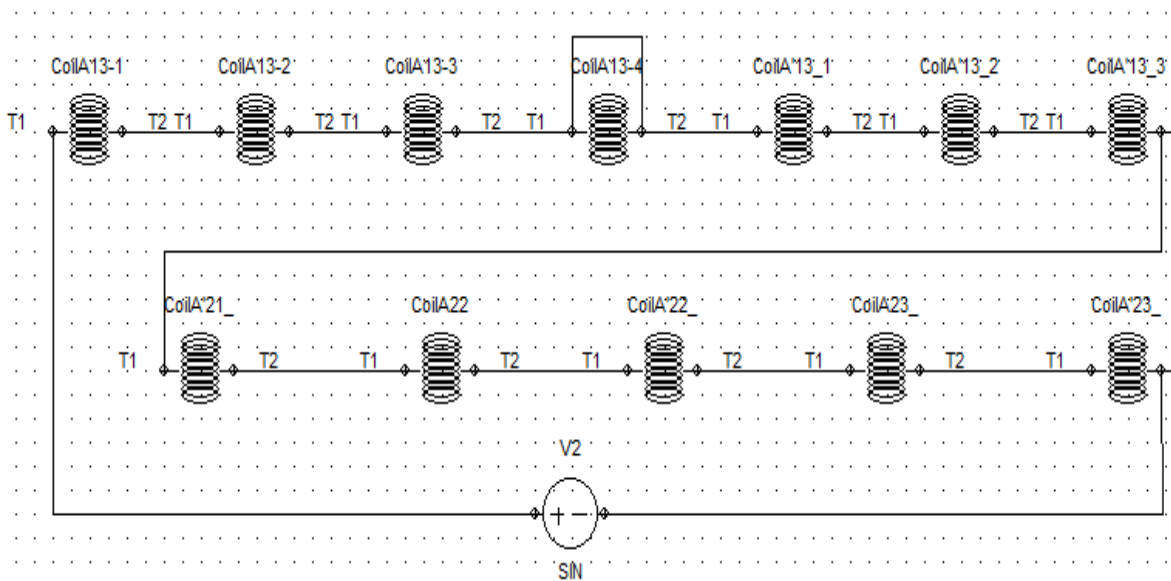 CoilA'13-1 CoilA'13-2 CoilA'13-3 CoilA'13-4 CoilA'13_1 CoilA'13_2 CoilA'13_3
T1 T2 T1 T2 T1 T2 T1 T2 T1 T2 T1 T2 T1
CoilA'21_ CoilA22 CoilA'22_ CoilA23_ CoilA'23_
T1 T2 T1 T2 T1 T2 T1 T2 T1
V2
+ −
SIN